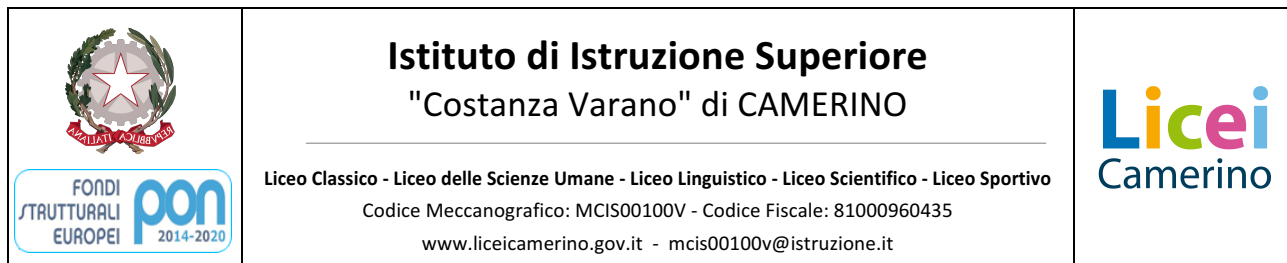 REPVBBLICA ITALIANA
FONDI
STRUTTURALI
EUROPEI
pon
2014-2020
Istituto di Istruzione Superiore
"Costanza Varano" di CAMERINO
Liceo Classico - Liceo delle Scienze Umane - Liceo Linguistico - Liceo Scientifico - Liceo Sportivo
Codice Meccanografico: MCIS00100V - Codice Fiscale: 81000960435
www.liceicamerino.gov.it - mcis00100v@istruzione.it
Licei
Camerino